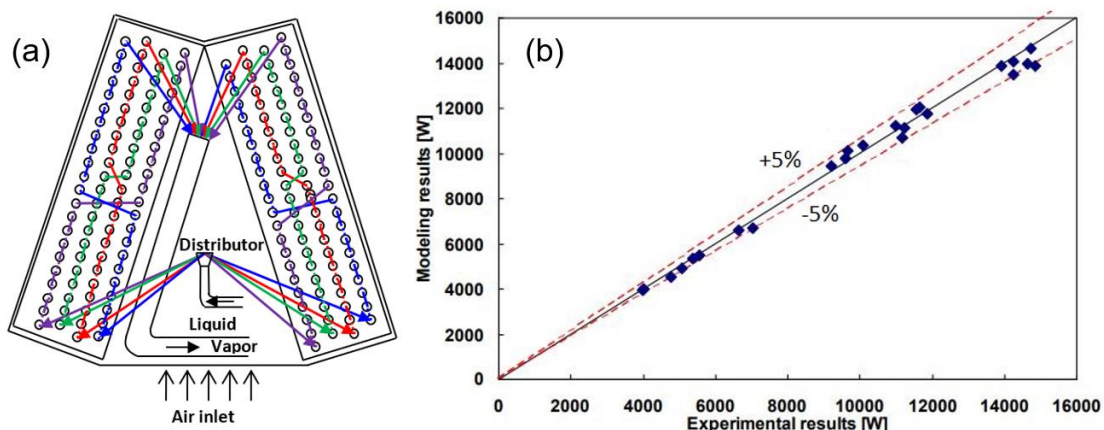 (a)
Distributor
Liquid
Vapor
Air inlet
(b)
Modeling results [W]
16000
14000
12000
10000
8000
6000
4000
2000
0
+5%
-5%
0 2000 4000 6000 8000 10000 12000 14000 16000
Experimental results [W]